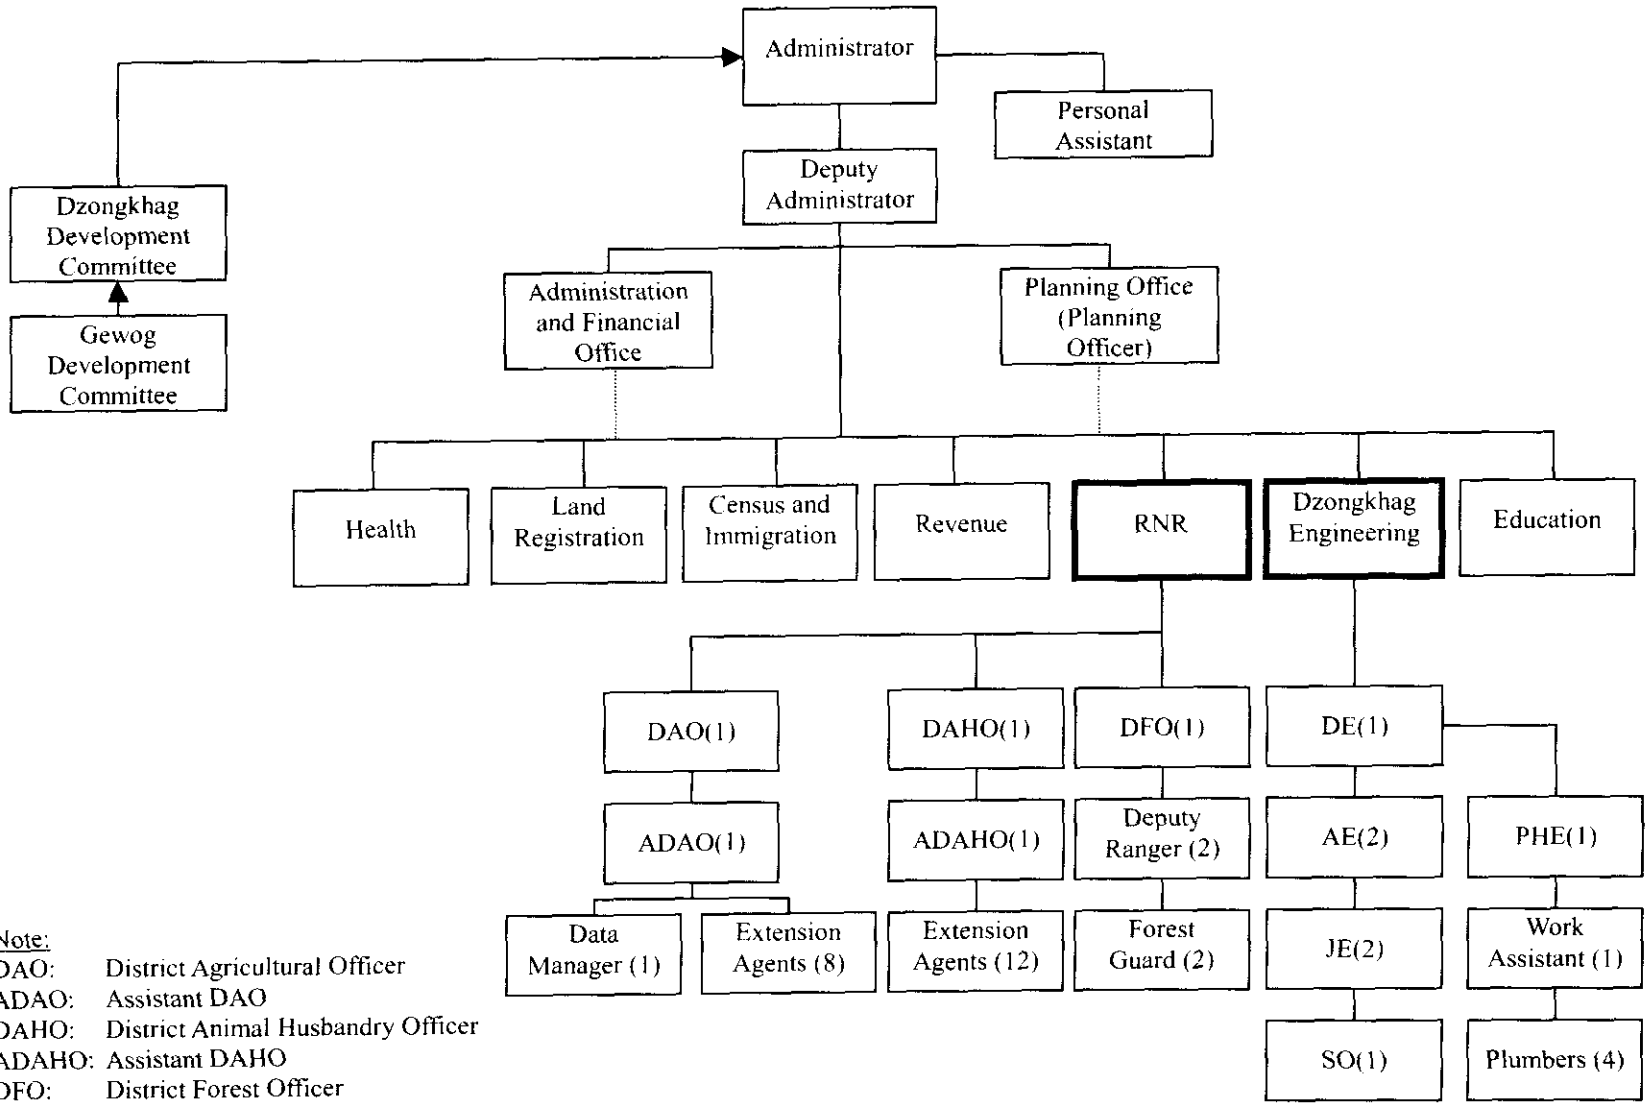 Administrator
Personal
Assistant
Deputy
Administrator
Dzongkhag
Development
Committee
Administration
and Financial
Office
Planning Office
(Planning
Officer)
Gewog
Development
Committee
Health
Land
Registration
Census and
Immigration
Revenue
RNR
Dzongkhag
Engineering
Education
DAO(1)
DAHO(1)
DFO(1)
DE(1)
ADAO(1)
ADAHO(1)
Deputy
Ranger (2)
AE(2)
PHE(1)
Data
Manager (1)
Extension
Agents (8)
Extension
Agents (12)
Forest
Guard (2)
JE(2)
Work
Assistant (1)
SO(1)
Plumbers (4)
Note:
DAO: District Agricultural Officer
ADAO: Assistant DAO
DAHO: District Animal Husbandry Officer
ADAHO: Assistant DAHO
DFO: District Forest Officer